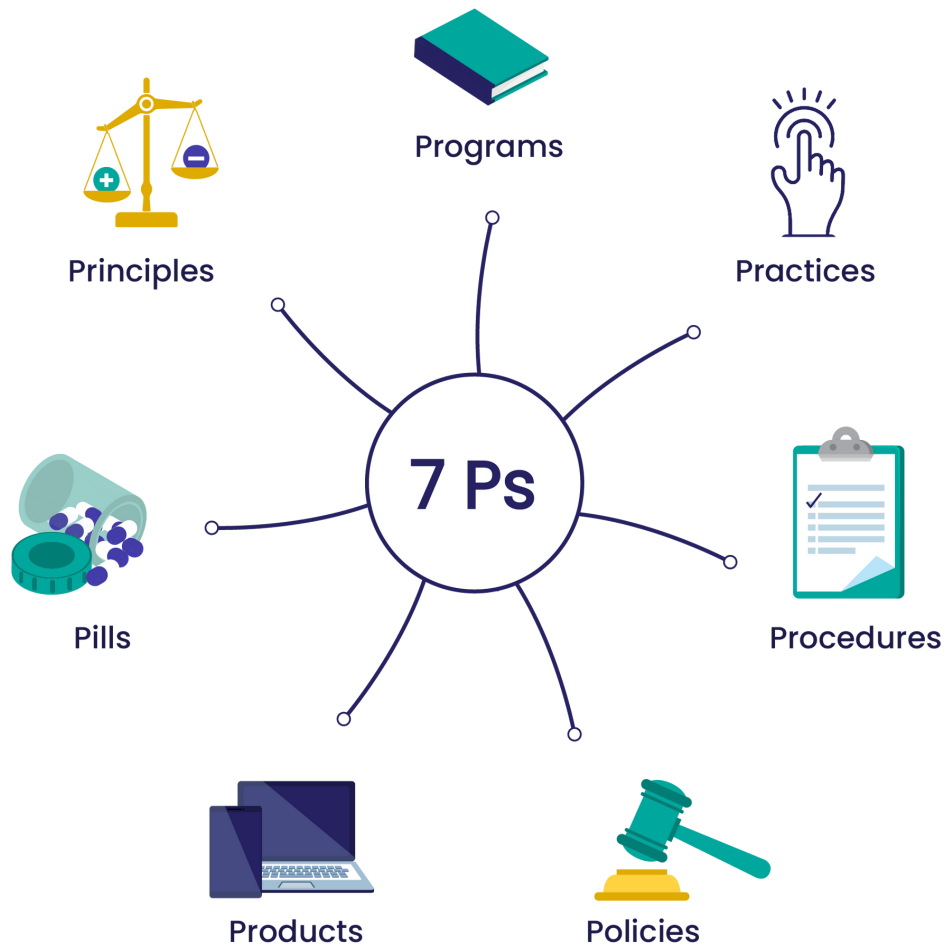 Programs
Principles
Practices
7 Ps
Pills
Procedures
Products
Policies